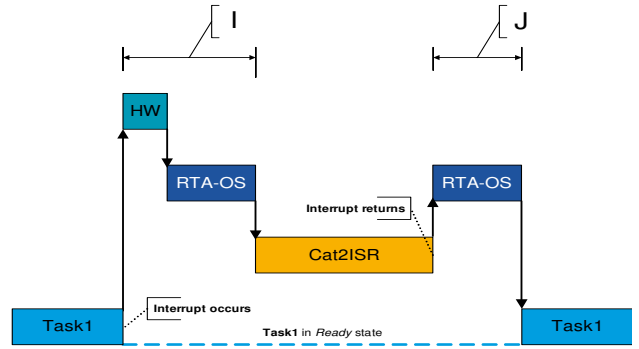 I
J
HW
RTA-OS
RTA-OS
Interrupt returns
Cat2ISR
Interrupt occurs
Task1
Task1 in Ready state
Task1